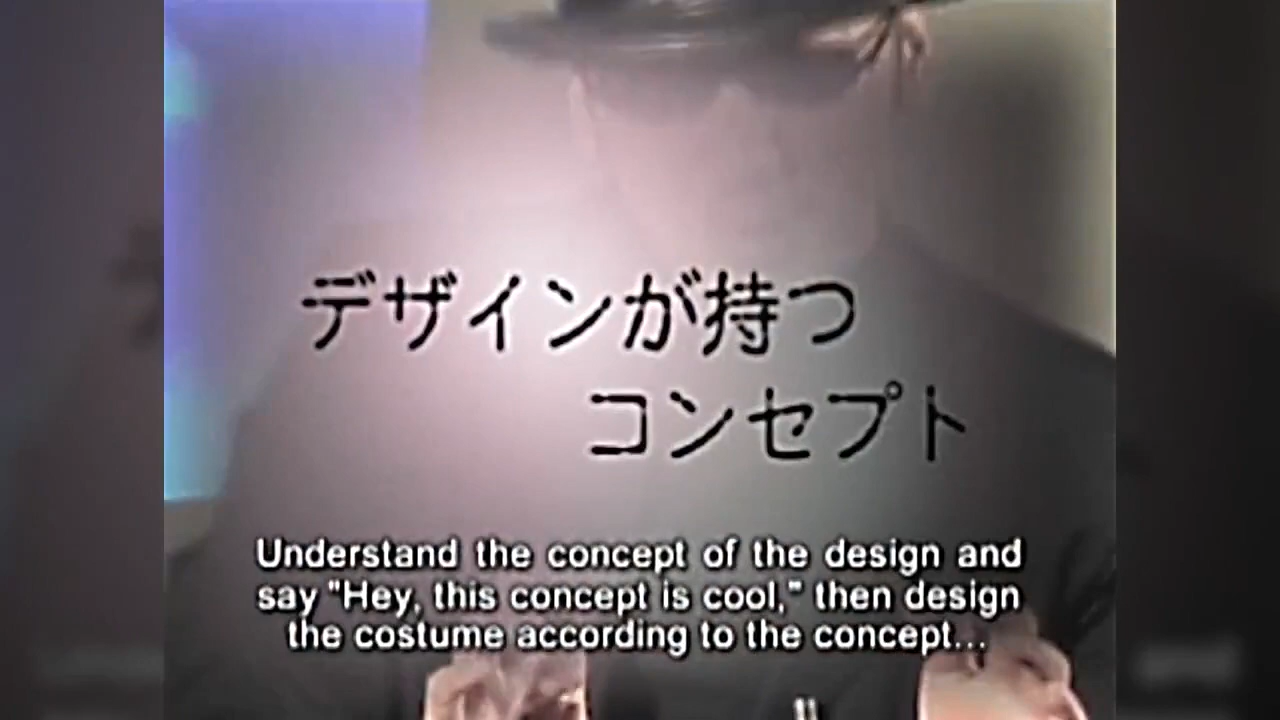 デザインが持つ
コンセプト
Understand the concept of the design and
say "Hey, this concept is cool," then design
the costume according to the concept...